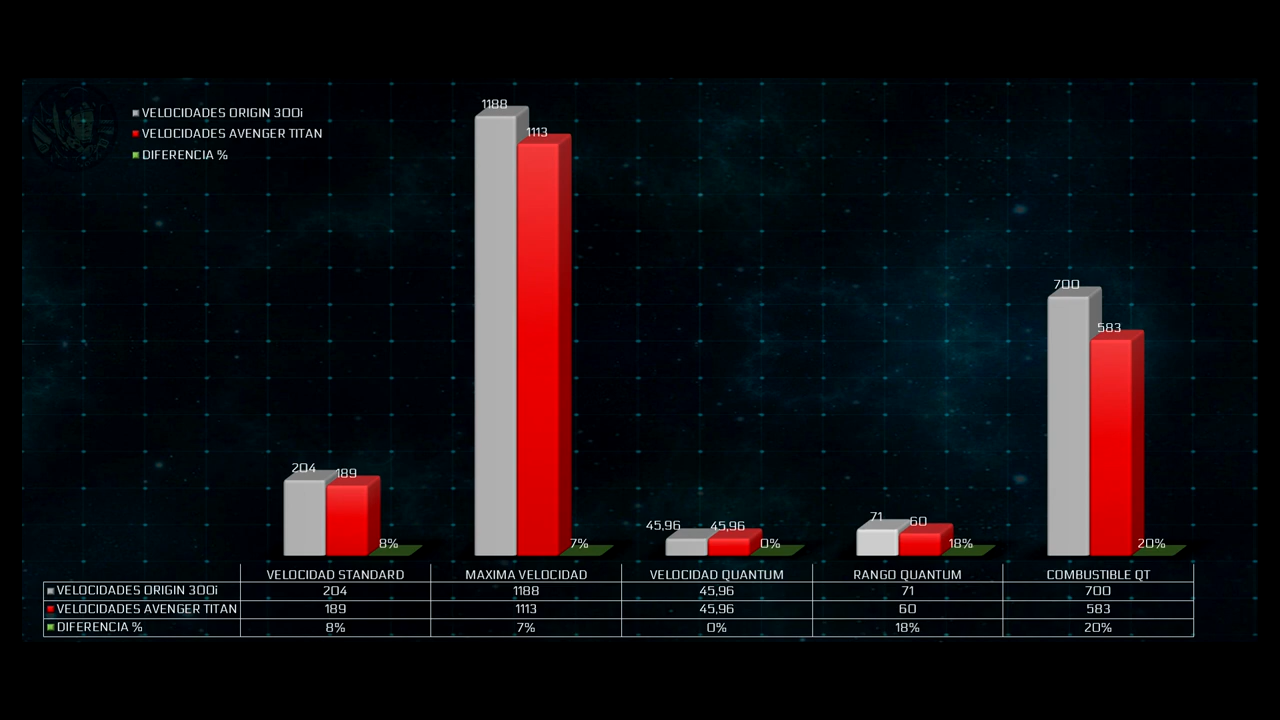 VELOCIDADES ORIGIN 300i
VELOCIDADES AVENGER TITAN
DIFERENCIA %
1188
1113
700
583
204
189
8%
7%
45,96
45,96
0%
71
60
18%
20%
VELOCIDAD STANDARD MAXIMA VELOCIDAD VELOCIDAD QUANTUM RANGO QUANTUM COMBUSTIBLE QT
VELOCIDADES ORIGIN 300i 204 1188 45,96 71 700
VELOCIDADES AVENGER TITAN 189 1113 45,96 60 583
DIFERENCIA % 8% 7% 0% 18% 20%